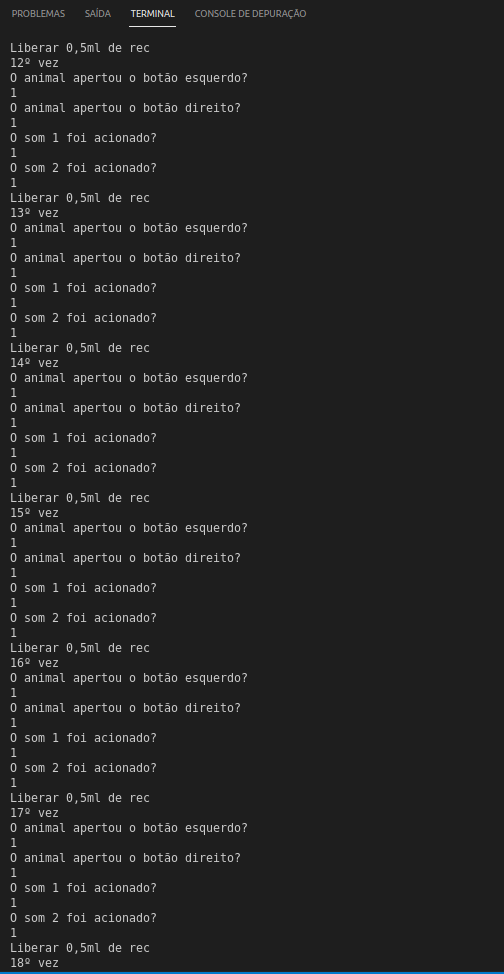 PROBLEMAS SAÍDA TERMINAL CONSOLE DE DEPURAÇÃO
Liberar 0,5ml de rec
12º vez
O animal apertou o botão esquerdo?
1
O animal apertou o botão direito?
1
O som 1 foi acionado?
1
O som 2 foi acionado?
1
Liberar 0,5ml de rec
13º vez
O animal apertou o botão esquerdo?
1
O animal apertou o botão direito?
1
O som 1 foi acionado?
1
O som 2 foi acionado?
1
Liberar 0,5ml de rec
14º vez
O animal apertou o botão esquerdo?
1
O animal apertou o botão direito?
1
O som 1 foi acionado?
1
O som 2 foi acionado?
1
Liberar 0,5ml de rec
15º vez
O animal apertou o botão esquerdo?
1
O animal apertou o botão direito?
1
O som 1 foi acionado?
1
O som 2 foi acionado?
1
Liberar 0,5ml de rec
16º vez
O animal apertou o botão esquerdo?
1
O animal apertou o botão direito?
1
O som 1 foi acionado?
1
O som 2 foi acionado?
1
Liberar 0,5ml de rec
17º vez
O animal apertou o botão esquerdo?
1
O animal apertou o botão direito?
1
O som 1 foi acionado?
1
O som 2 foi acionado?
1
Liberar 0,5ml de rec
18º vez